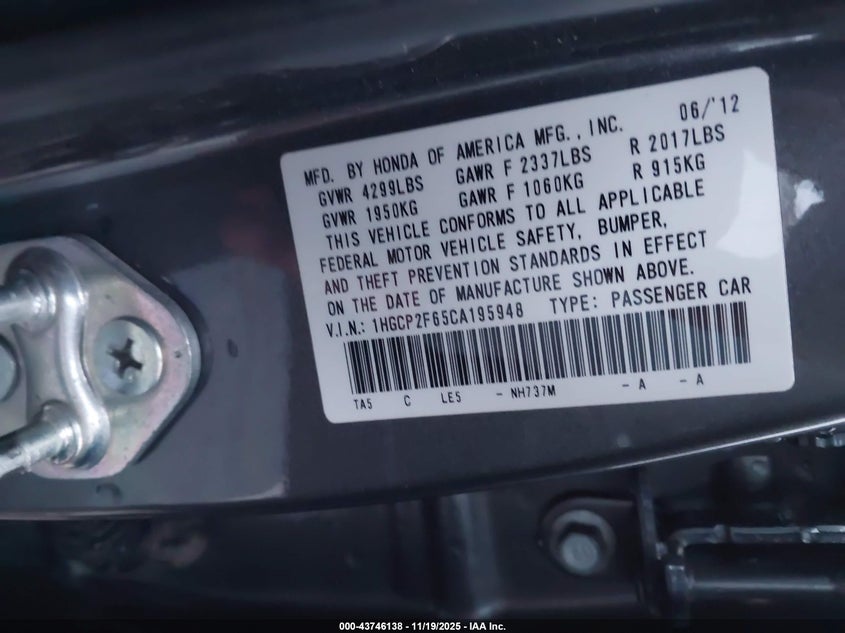 MFD. BY HONDA OF AMERICA MFG., INC. 06/'12
GVWR 4299LBS GAWR F 2337LBS R 2017LBS
GVWR 1950KG GAWR F 1060KG R 915KG
THIS VEHICLE CONFORMS TO ALL APPLICABLE
FEDERAL MOTOR VEHICLE SAFETY, BUMPER,
AND THEFT PREVENTION STANDARDS IN EFFECT
ON THE DATE OF MANUFACTURE SHOWN ABOVE.
V.I.N.: 1HGCP2F65CA195948 TYPE: PASSENGER CAR
TA5 C LE5 - NH737M - A - A
000-43746138 - 11/19/2025 - IAA Inc.